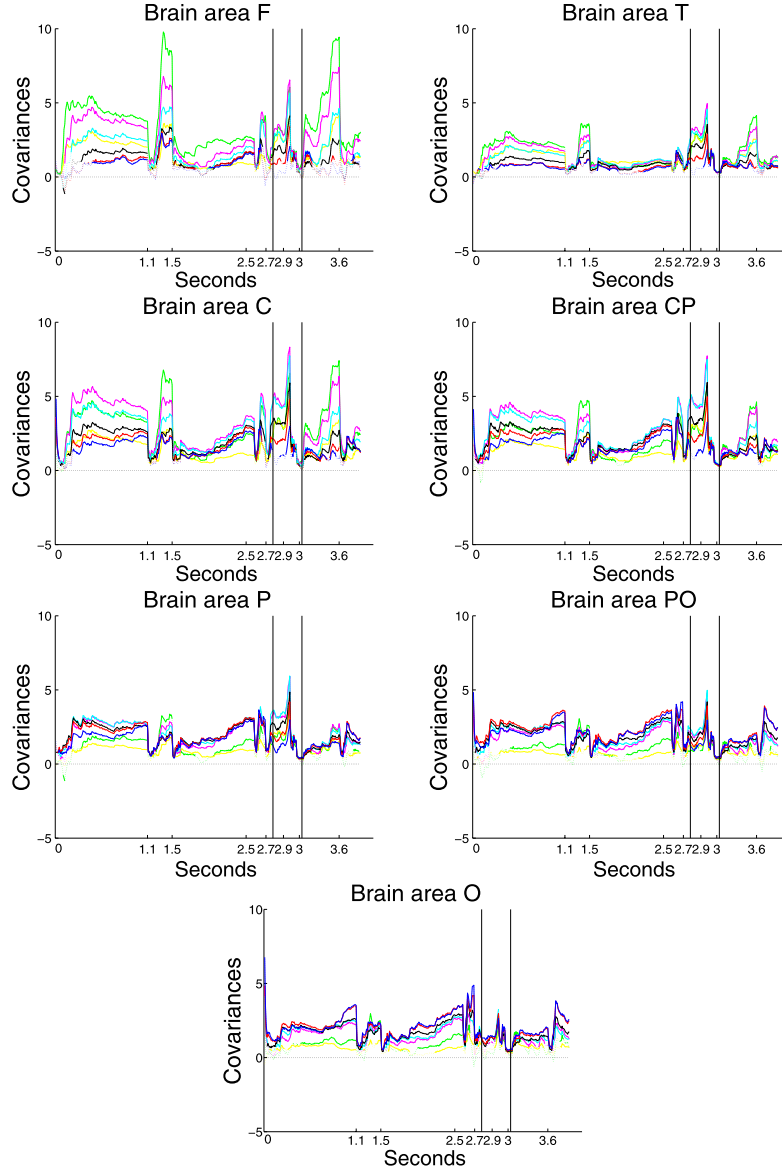 Brain area F
Brain area T
10
5
0
−5
Covariances
0 1.1 1.5 2.5 2.7 2.9 3 3.6
Seconds
10
5
0
−5
Covariances
0 1.1 1.5 2.5 2.7 2.9 3 3.6
Seconds
Brain area C
Brain area CP
10
5
0
−5
Covariances
0 1.1 1.5 2.5 2.7 2.9 3 3.6
Seconds
10
5
0
−5
Covariances
0 1.1 1.5 2.5 2.7 2.9 3 3.6
Seconds
Brain area P
Brain area PO
10
5
0
−5
Covariances
0 1.1 1.5 2.5 2.7 2.9 3 3.6
Seconds
10
5
0
−5
Covariances
0 1.1 1.5 2.5 2.7 2.9 3 3.6
Seconds
Brain area O
10
5
0
−5
Covariances
0 1.1 1.5 2.5 2.7 2.9 3 3.6
Seconds